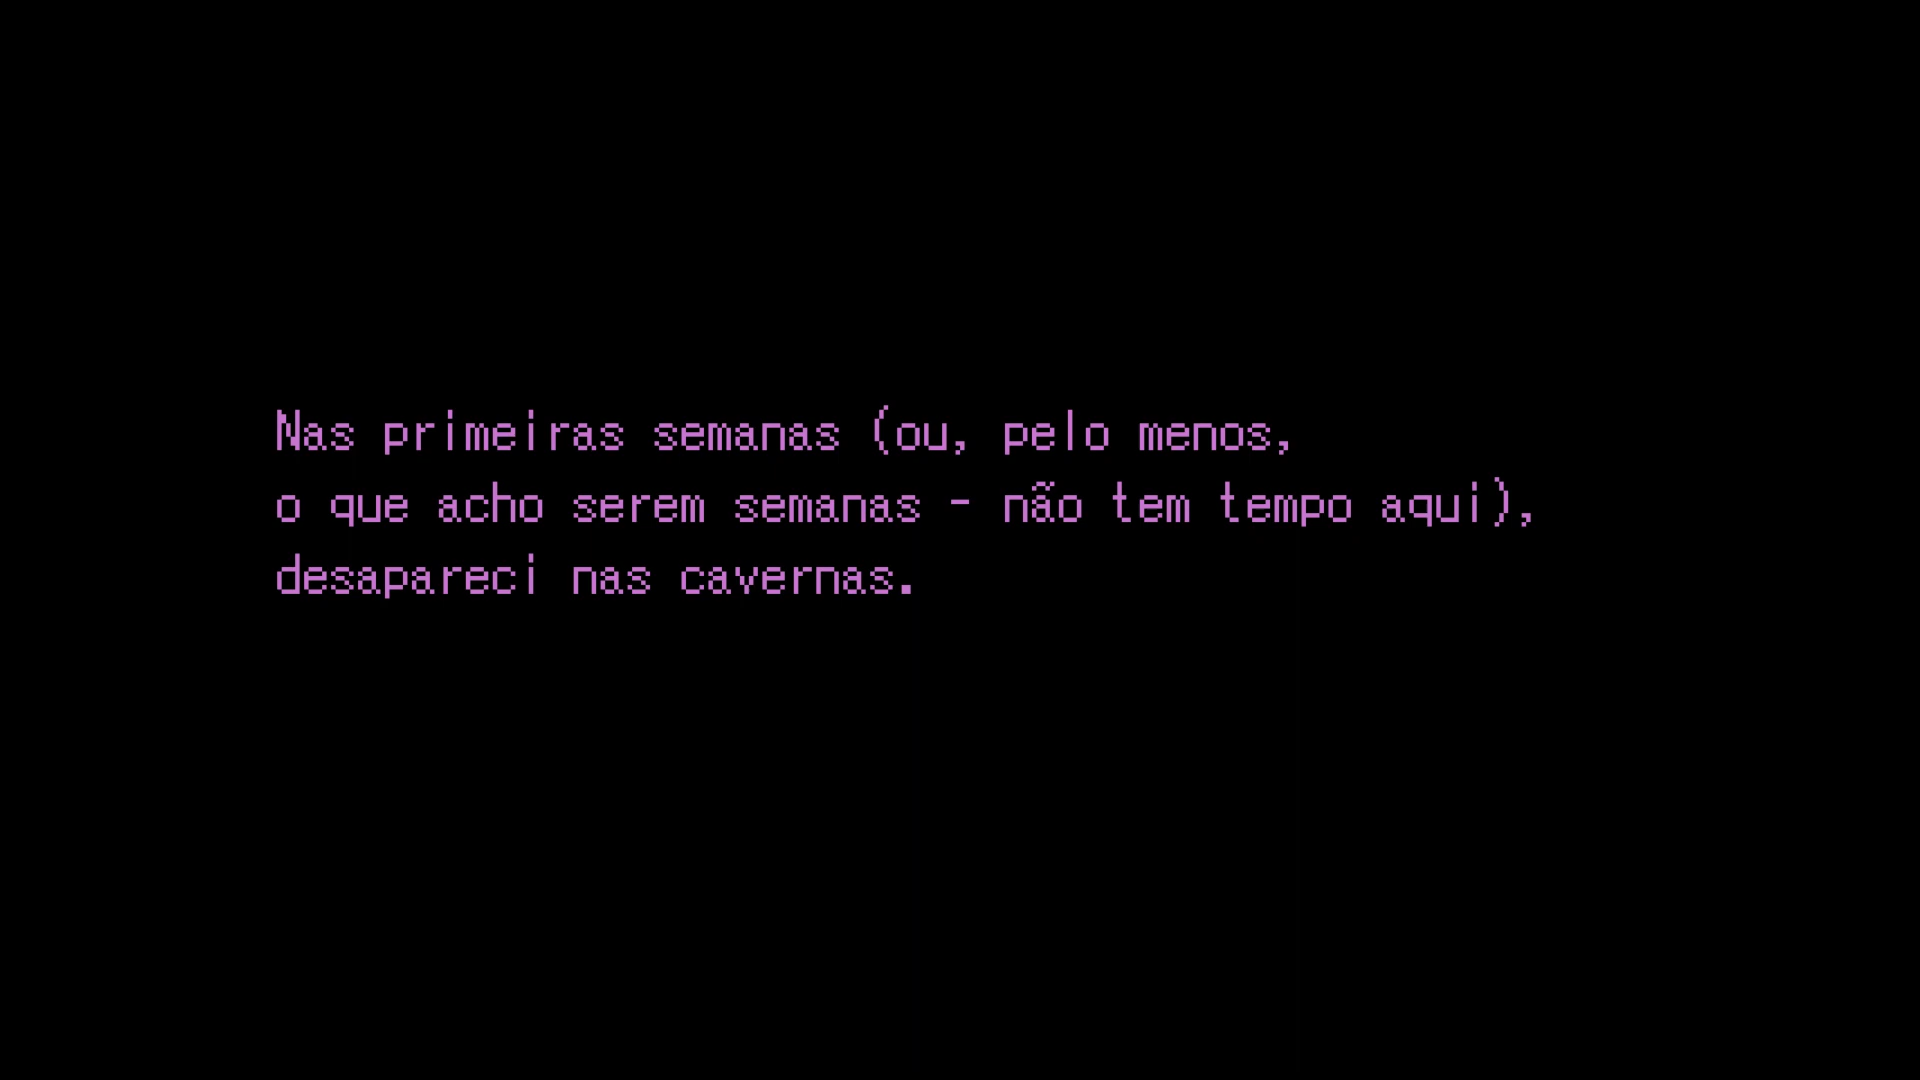 Nas primeiras semanas (ou, pelo menos,
o que acho serem semanas - não tem tempo aqui),
desapareci nas cavernas.